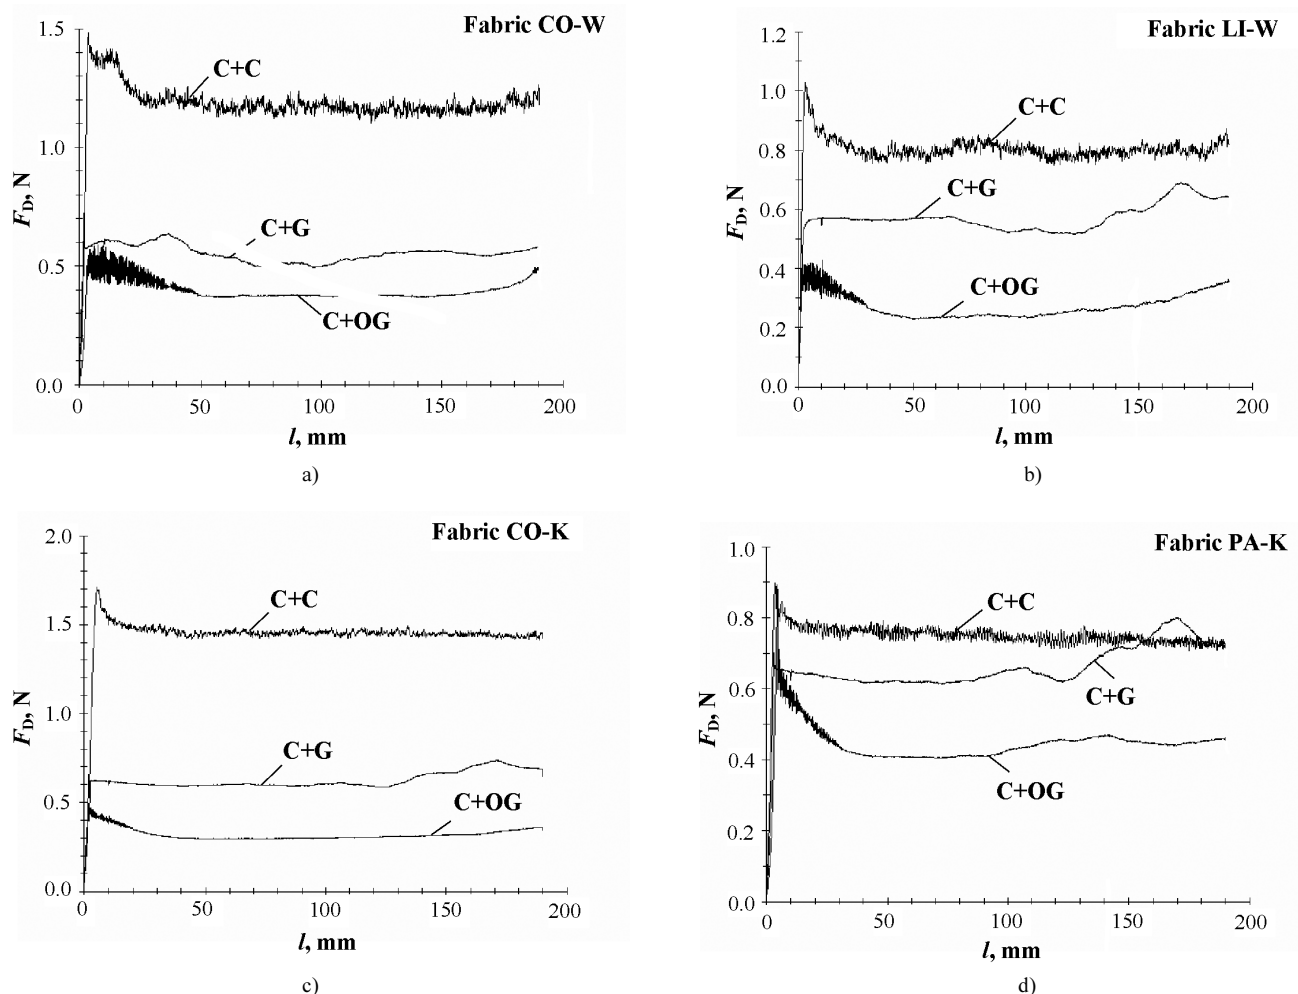 Fabric CO-W
1.5
1.0
0.5
0.0
F_D, N
C+C
C+G
C+OG
0 50 100 150 200
l, mm
a)
Fabric LI-W
1.2
1.0
0.8
0.6
0.4
0.2
0.0
F_D, N
C+C
C+G
C+OG
0 50 100 150 200
l, mm
b)
Fabric CO-K
2.0
1.5
1.0
0.5
0.0
F_D, N
C+C
C+G
C+OG
0 50 100 150 200
l, mm
c)
Fabric PA-K
1.0
0.8
0.6
0.4
0.2
0.0
F_D, N
C+C
C+G
C+OG
0 50 100 150 200
l, mm
d)